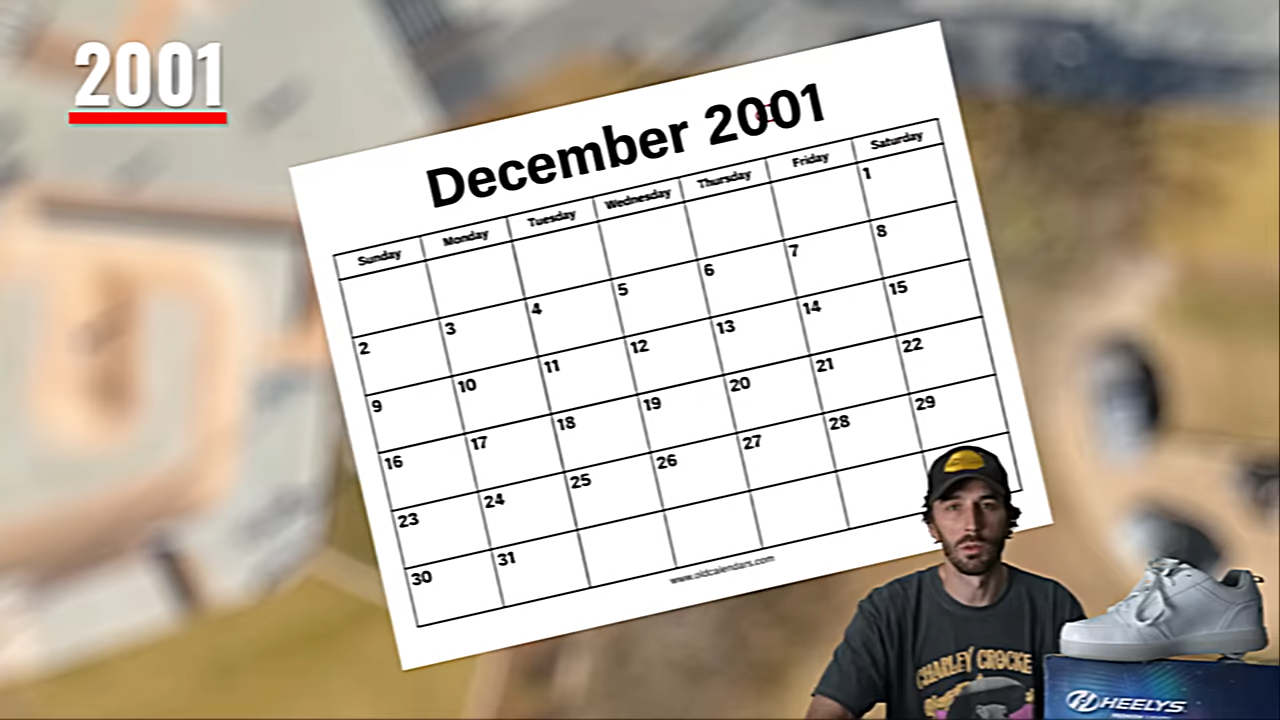 2001
December 2001
Sunday Monday Tuesday Wednesday Thursday Friday Saturday
1
2 3 4 5 6 7 8
9 10 11 12 13 14 15
16 17 18 19 20 21 22
23 24 25 26 27 28 29
30 31
www.oldcalendars.com
CHARLEY CROCKE
HEELYS